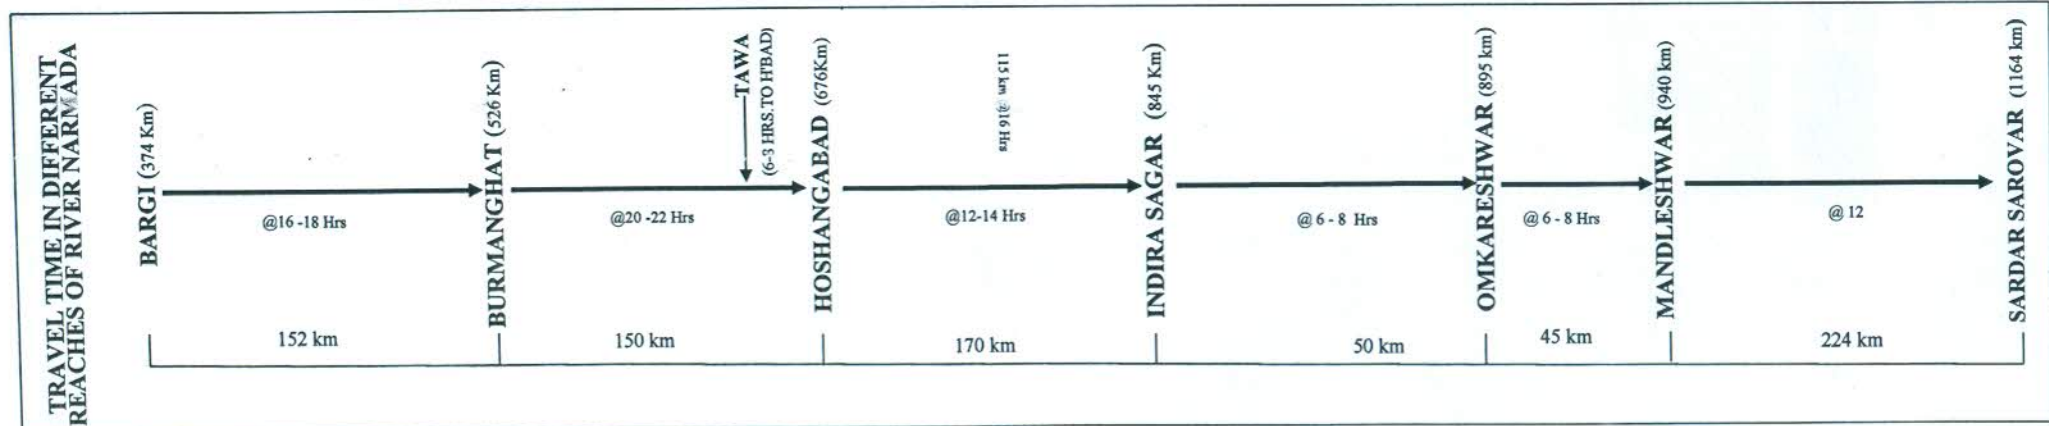 TRAVEL TIME IN DIFFERENT
REACHES OF RIVER NARMADA
BARGI (374 Km)
@16 -18 Hrs
BURMANGHAT (526 Km)
@20 -22 Hrs
TAWA
(6-3 HRS.TO H'BAD)
HOSHANGABAD (676Km)
115 km @16 Hrs
@12-14 Hrs
INDIRA SAGAR (845 Km)
@ 6 - 8 Hrs
OMKARESHWAR (895 km)
@ 6 - 8 Hrs
MANDLESHWAR (940 km)
@ 12
SARDAR SAROVAR (1164 km)
152 km
150 km
170 km
50 km
45 km
224 km